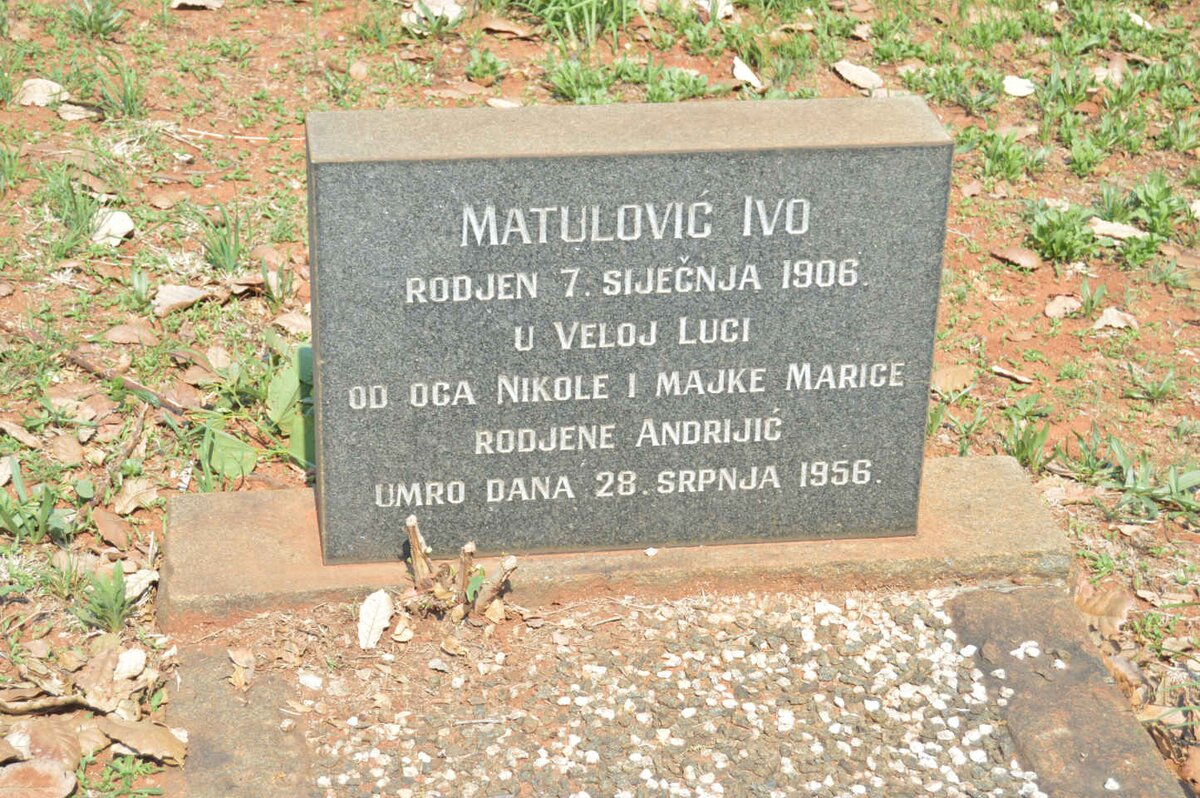 MATULOVIĆ IVO
RODJEN 7. SIJEČNJA 1906.
U VELOJ LUCI
OD OCA NIKOLE I MAJKE MARICE
RODJENE ANDRIJIĆ
UMRO DANA 28. SRPNJA 1956.